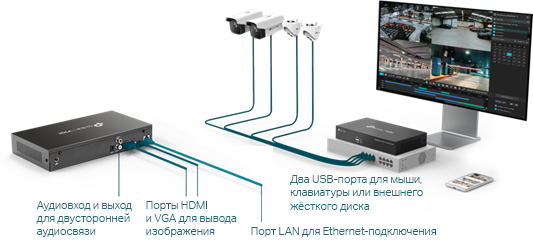 Аудиовход и выход
для двусторонней
аудиосвязи
Порты HDMI
и VGA для вывода
изображения
Два USB-порта для мыши,
клавиатуры или внешнего
жёсткого диска
Порт LAN для Ethernet-подключения